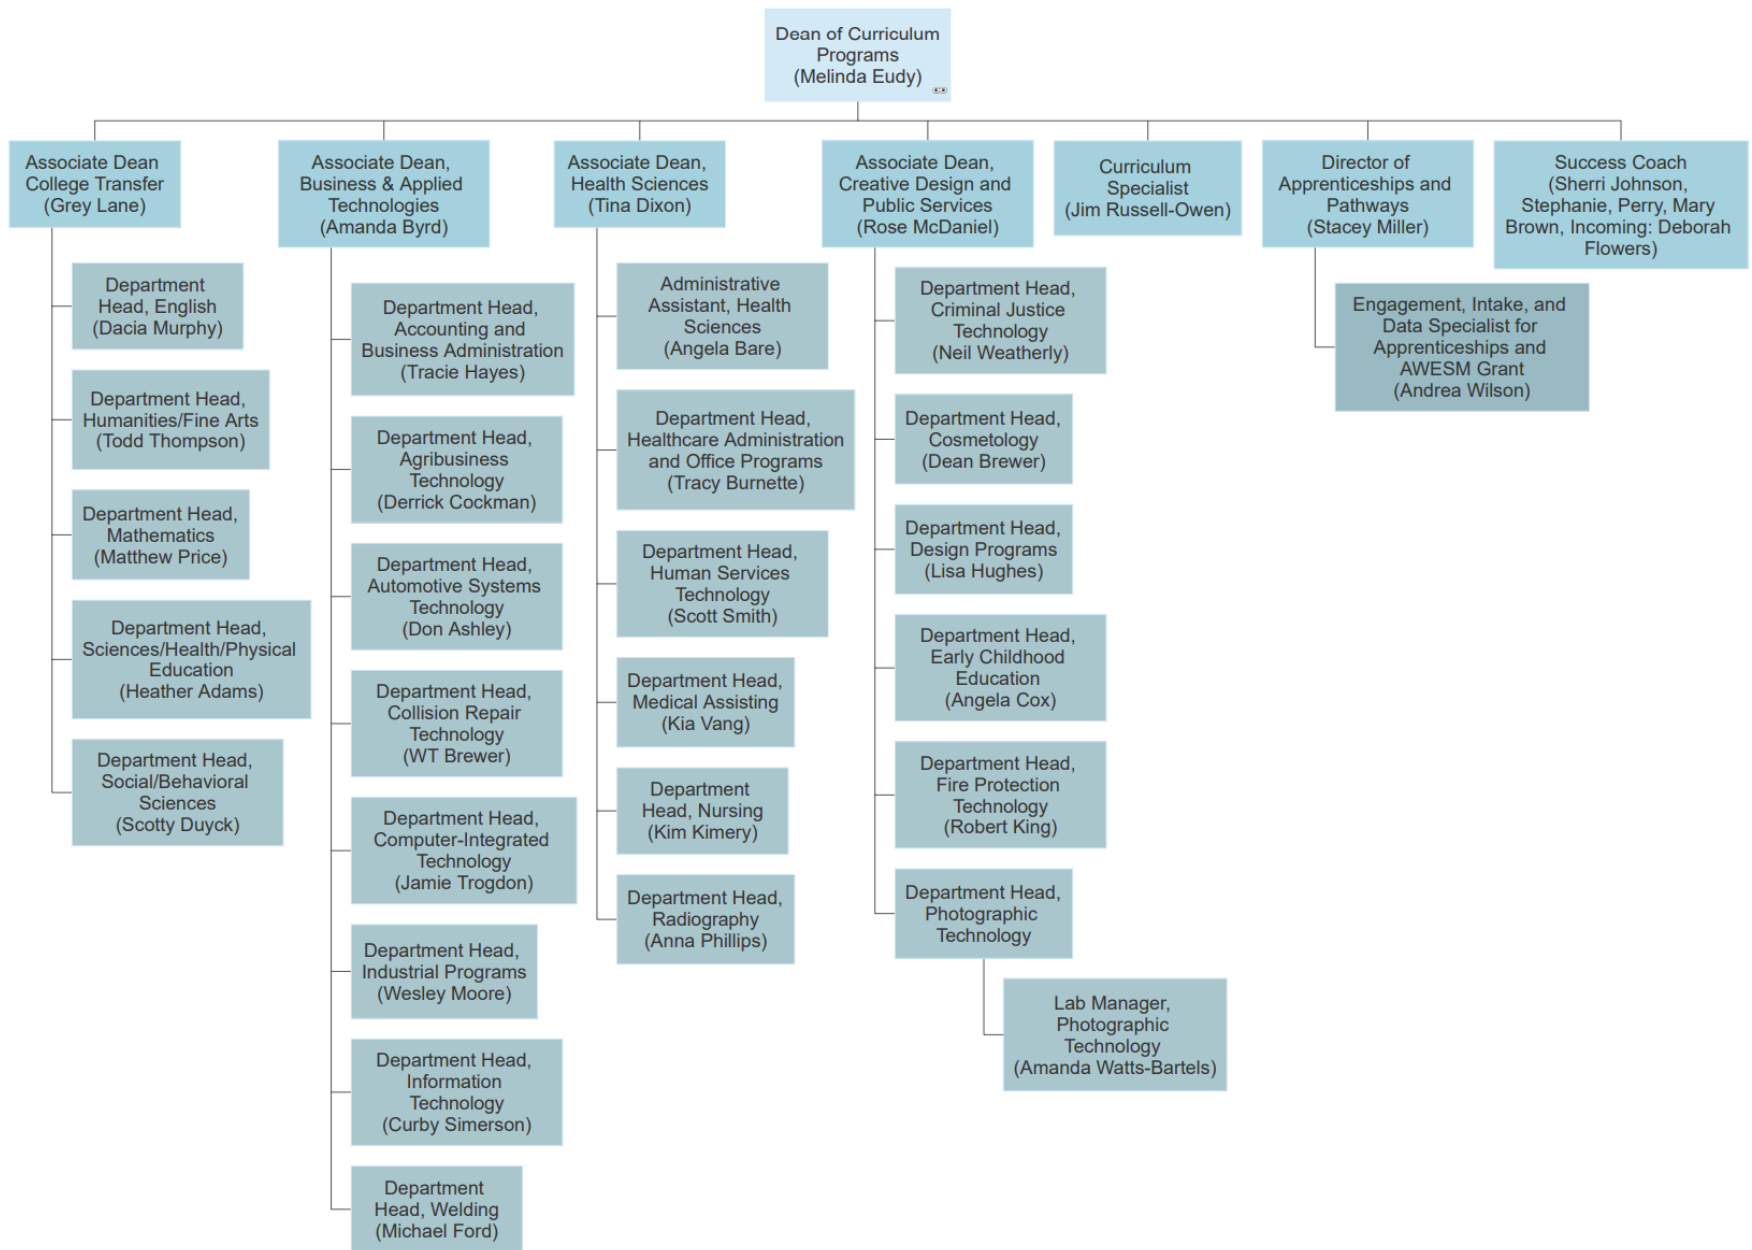 Dean of Curriculum
Programs
(Melinda Eudy)
Associate Dean
College Transfer
(Grey Lane)
Department
Head, English
(Dacia Murphy)
Department Head,
Humanities/Fine Arts
(Todd Thompson)
Department Head,
Mathematics
(Matthew Price)
Department Head,
Sciences/Health/Physical
Education
(Heather Adams)
Department Head,
Social/Behavioral
Sciences
(Scotty Duyck)
Associate Dean,
Business & Applied
Technologies
(Amanda Byrd)
Department Head,
Accounting and
Business Administration
(Tracie Hayes)
Department Head,
Agribusiness
Technology
(Derrick Cockman)
Department Head,
Automotive Systems
Technology
(Don Ashley)
Department Head,
Collision Repair
Technology
(WT Brewer)
Department Head,
Computer-Integrated
Technology
(Jamie Trogdon)
Department Head,
Industrial Programs
(Wesley Moore)
Department Head,
Information
Technology
(Curby Simerson)
Department
Head, Welding
(Michael Ford)
Associate Dean,
Health Sciences
(Tina Dixon)
Administrative
Assistant, Health
Sciences
(Angela Bare)
Department Head,
Healthcare Administration
and Office Programs
(Tracy Burnette)
Department Head,
Human Services
Technology
(Scott Smith)
Department Head,
Medical Assisting
(Kia Vang)
Department
Head, Nursing
(Kim Kimery)
Department Head,
Radiography
(Anna Phillips)
Associate Dean,
Creative Design and
Public Services
(Rose McDaniel)
Department Head,
Criminal Justice
Technology
(Neil Weatherly)
Department Head,
Cosmetology
(Dean Brewer)
Department Head,
Design Programs
(Lisa Hughes)
Department Head,
Early Childhood
Education
(Angela Cox)
Department Head,
Fire Protection
Technology
(Robert King)
Department Head,
Photographic
Technology
Lab Manager,
Photographic
Technology
(Amanda Watts-Bartels)
Curriculum
Specialist
(Jim Russell-Owen)
Director of
Apprenticeships and
Pathways
(Stacey Miller)
Engagement, Intake, and
Data Specialist for
Apprenticeships and
AWESM Grant
(Andrea Wilson)
Success Coach
(Sherri Johnson,
Stephanie, Perry, Mary
Brown, Incoming: Deborah
Flowers)